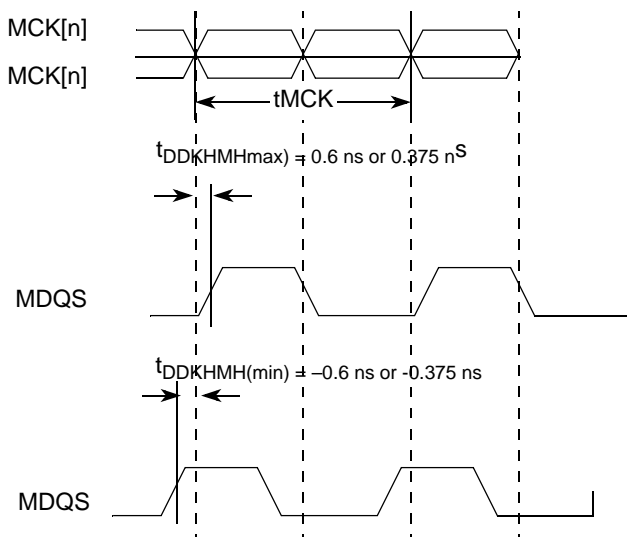 MCK[n]
MCK[n]
tMCK
tDDKHMHmax) = 0.6 ns or 0.375 ns
MDQS
tDDKHMH(min) = –0.6 ns or -0.375 ns
MDQS